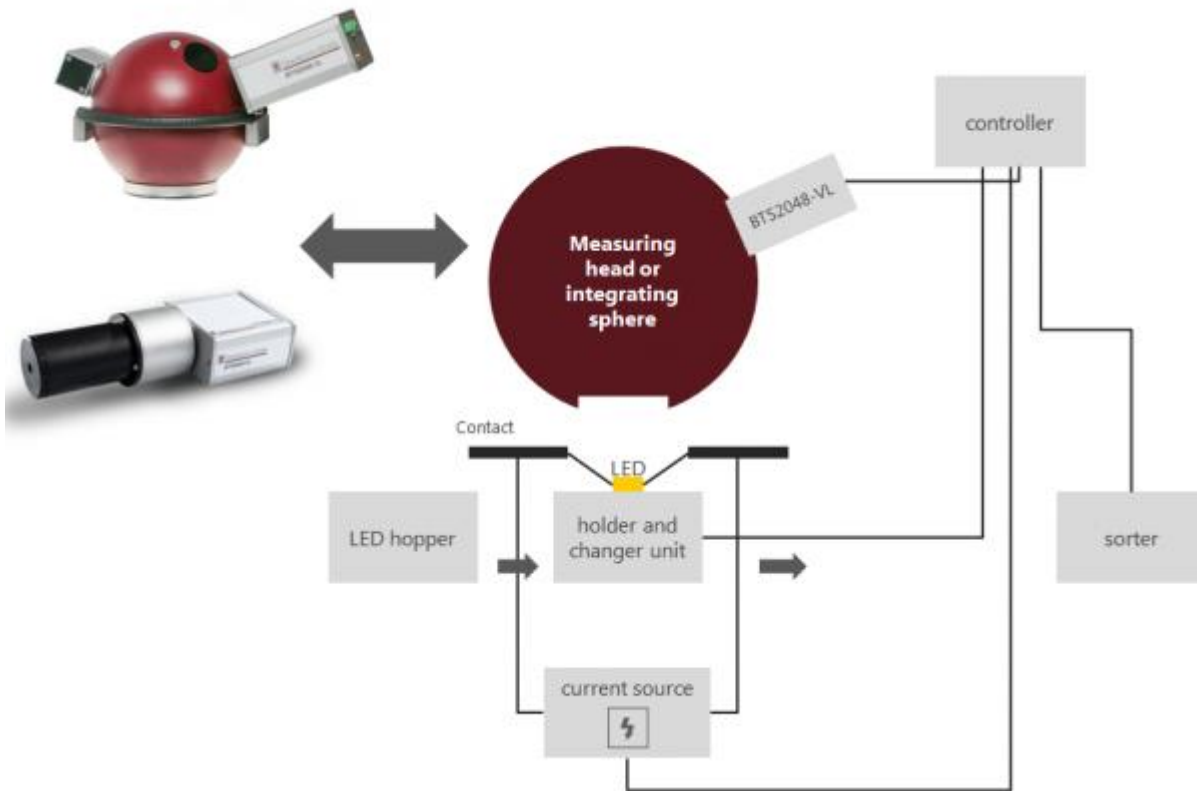 controller
BTS2048-VL
Measuring
head or
integrating
sphere
Contact
LED
LED hopper
holder and
changer unit
sorter
current source